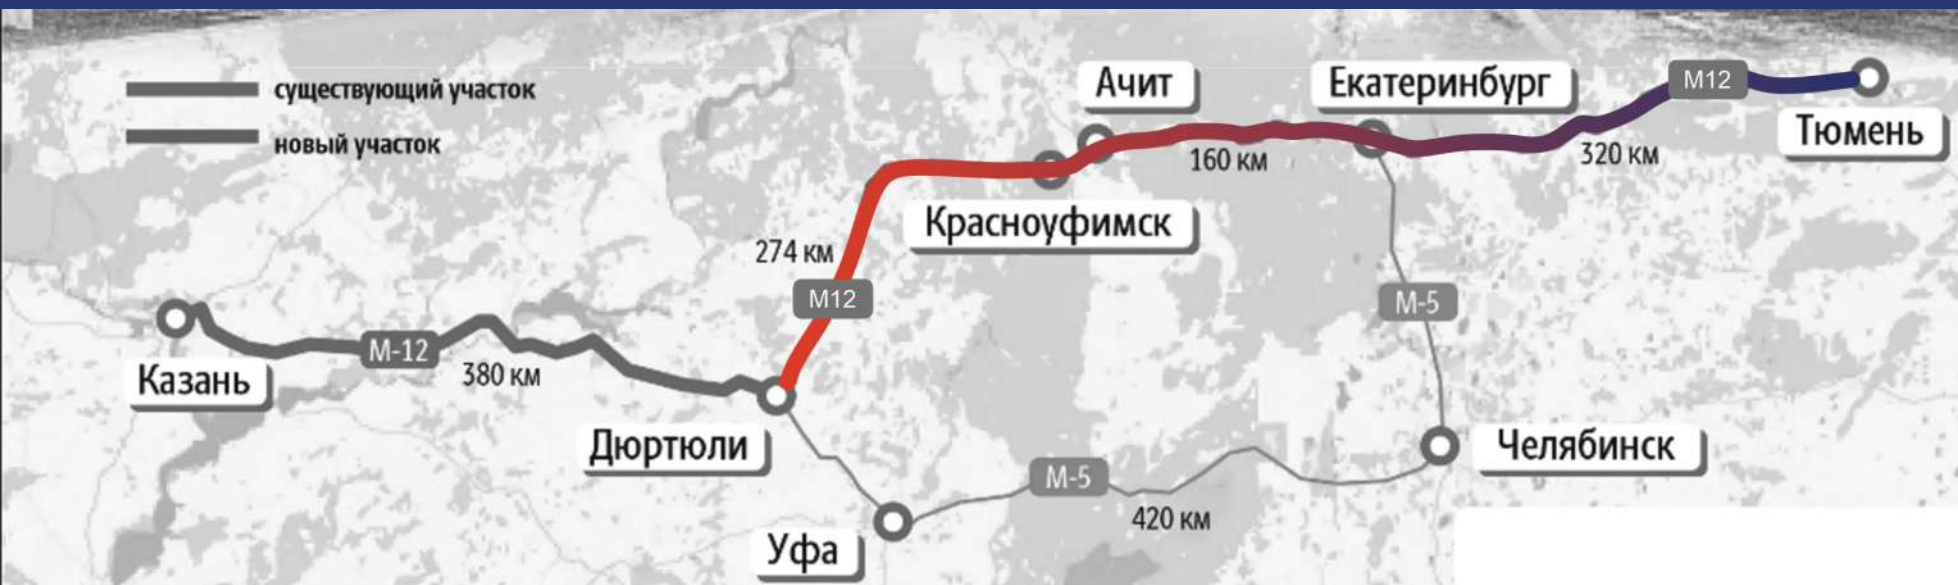 существующий участок
новый участок
Ачит
Екатеринбург
М12
Тюмень
160 км
320 км
Красноуфимск
274 км
М12
М-5
Казань
М-12
380 км
Дюртюли
Челябинск
М-5
420 км
Уфа